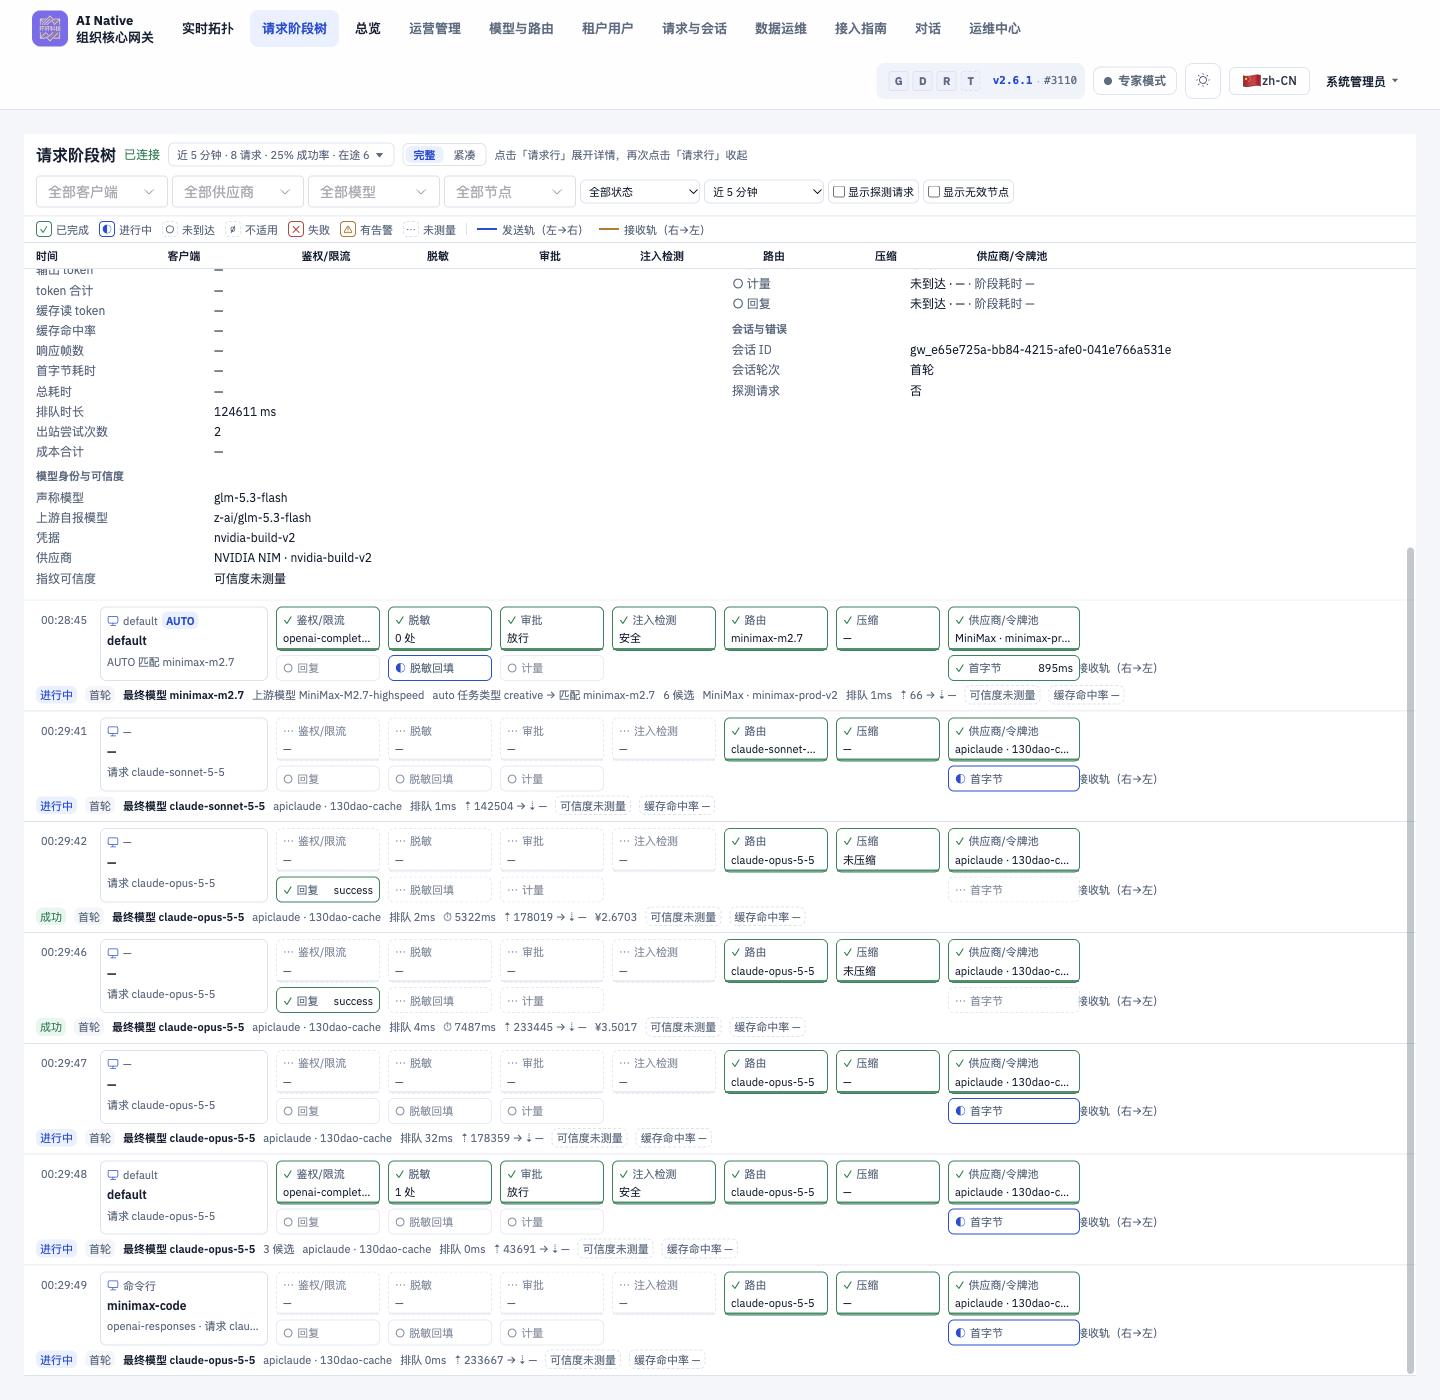 AI Native
组织核心网关
实时拓扑 请求阶段树 总览 运营管理 模型与路由 租户用户 请求与会话 数据运维 接入指南 对话 运维中心
G D R T v2.6.1 · #3110 专家模式 zh-CN 系统管理员
请求阶段树 已连接 近 5 分钟 · 8 请求 · 25% 成功率 · 在途 6 完整 紧凑 点击「请求行」展开详情，再次点击「请求行」收起
全部客户端 全部供应商 全部模型 全部节点 全部状态 近 5 分钟 显示探测请求 显示无效节点
已完成 进行中 未到达 不适用 失败 有告警 未测量 发送轨（左→右） 接收轨（右→左）
时间 客户端 鉴权/限流 脱敏 审批 注入检测 路由 压缩 供应商/令牌池
输出 token —
token 合计 —
缓存读 token —
缓存命中率 —
响应帧数 —
首字节耗时 —
总耗时 —
排队时长 124611 ms
出站尝试次数 2
成本合计 —
模型身份与可信度
声称模型 glm-5.3-flash
上游自报模型 z-ai/glm-5.3-flash
凭据 nvidia-build-v2
供应商 NVIDIA NIM · nvidia-build-v2
指纹可信度 可信度未测量
计量 未到达 · — · 阶段耗时 —
回复 未到达 · — · 阶段耗时 —
会话与错误
会话 ID gw_e65e725a-bb84-4215-afe0-041e766a531e
会话轮次 首轮
探测请求 否
00:28:45 default AUTO ✓ 鉴权/限流 ✓ 脱敏 ✓ 审批 ✓ 注入检测 ✓ 路由 ✓ 压缩 ✓ 供应商/令牌池
default openai-complet... 0 处 放行 安全 minimax-m2.7 — MiniMax · minimax-pr...
AUTO 匹配 minimax-m2.7 回复 脱敏回填 计量 ✓ 首字节 895ms 接收轨（右→左）
进行中 首轮 最终模型 minimax-m2.7 上游模型 MiniMax-M2.7-highspeed auto 任务类型 creative → 匹配 minimax-m2.7 6 候选 MiniMax · minimax-prod-v2 排队 1ms ↑ 66 → ↓ — 可信度未测量 缓存命中率 —
00:29:41 — ··· 鉴权/限流 ··· 脱敏 ··· 审批 ··· 注入检测 ✓ 路由 ✓ 压缩 ✓ 供应商/令牌池
— — — — — claude-sonnet-... — apiclaude · 130dao-c...
请求 claude-sonnet-5-5 回复 脱敏回填 计量 首字节 接收轨（右→左）
进行中 首轮 最终模型 claude-sonnet-5-5 apiclaude · 130dao-cache 排队 1ms ↑ 142504 → ↓ — 可信度未测量 缓存命中率 —
00:29:42 — ··· 鉴权/限流 ··· 脱敏 ··· 审批 ··· 注入检测 ✓ 路由 ✓ 压缩 ✓ 供应商/令牌池
— — — — — claude-opus-5-5 未压缩 apiclaude · 130dao-c...
请求 claude-opus-5-5 ✓ 回复 success ··· 脱敏回填 ··· 计量 ··· 首字节 接收轨（右→左）
成功 首轮 最终模型 claude-opus-5-5 apiclaude · 130dao-cache 排队 2ms ⏱ 5322ms ↑ 178019 → ↓ — ¥2.6703 可信度未测量 缓存命中率 —
00:29:46 — ··· 鉴权/限流 ··· 脱敏 ··· 审批 ··· 注入检测 ✓ 路由 ✓ 压缩 ✓ 供应商/令牌池
— — — — — claude-opus-5-5 未压缩 apiclaude · 130dao-c...
请求 claude-opus-5-5 ✓ 回复 success ··· 脱敏回填 ··· 计量 ··· 首字节 接收轨（右→左）
成功 首轮 最终模型 claude-opus-5-5 apiclaude · 130dao-cache 排队 4ms ⏱ 7487ms ↑ 233445 → ↓ — ¥3.5017 可信度未测量 缓存命中率 —
00:29:47 — ··· 鉴权/限流 ··· 脱敏 ··· 审批 ··· 注入检测 ✓ 路由 ✓ 压缩 ✓ 供应商/令牌池
— — — — — claude-opus-5-5 — apiclaude · 130dao-c...
请求 claude-opus-5-5 回复 脱敏回填 计量 首字节 接收轨（右→左）
进行中 首轮 最终模型 claude-opus-5-5 apiclaude · 130dao-cache 排队 32ms ↑ 178359 → ↓ — 可信度未测量 缓存命中率 —
00:29:48 default ✓ 鉴权/限流 ✓ 脱敏 ✓ 审批 ✓ 注入检测 ✓ 路由 ✓ 压缩 ✓ 供应商/令牌池
default openai-complet... 1 处 放行 安全 claude-opus-5-5 — apiclaude · 130dao-c...
请求 claude-opus-5-5 回复 脱敏回填 计量 首字节 接收轨（右→左）
进行中 首轮 最终模型 claude-opus-5-5 3 候选 apiclaude · 130dao-cache 排队 0ms ↑ 43691 → ↓ — 可信度未测量 缓存命中率 —
00:29:49 命令行 ··· 鉴权/限流 ··· 脱敏 ··· 审批 ··· 注入检测 ✓ 路由 ✓ 压缩 ✓ 供应商/令牌池
minimax-code — — — — claude-opus-5-5 — apiclaude · 130dao-c...
openai-responses · 请求 clau... 回复 脱敏回填 计量 首字节 接收轨（右→左）
进行中 首轮 最终模型 claude-opus-5-5 apiclaude · 130dao-cache 排队 0ms ↑ 233667 → ↓ — 可信度未测量 缓存命中率 —